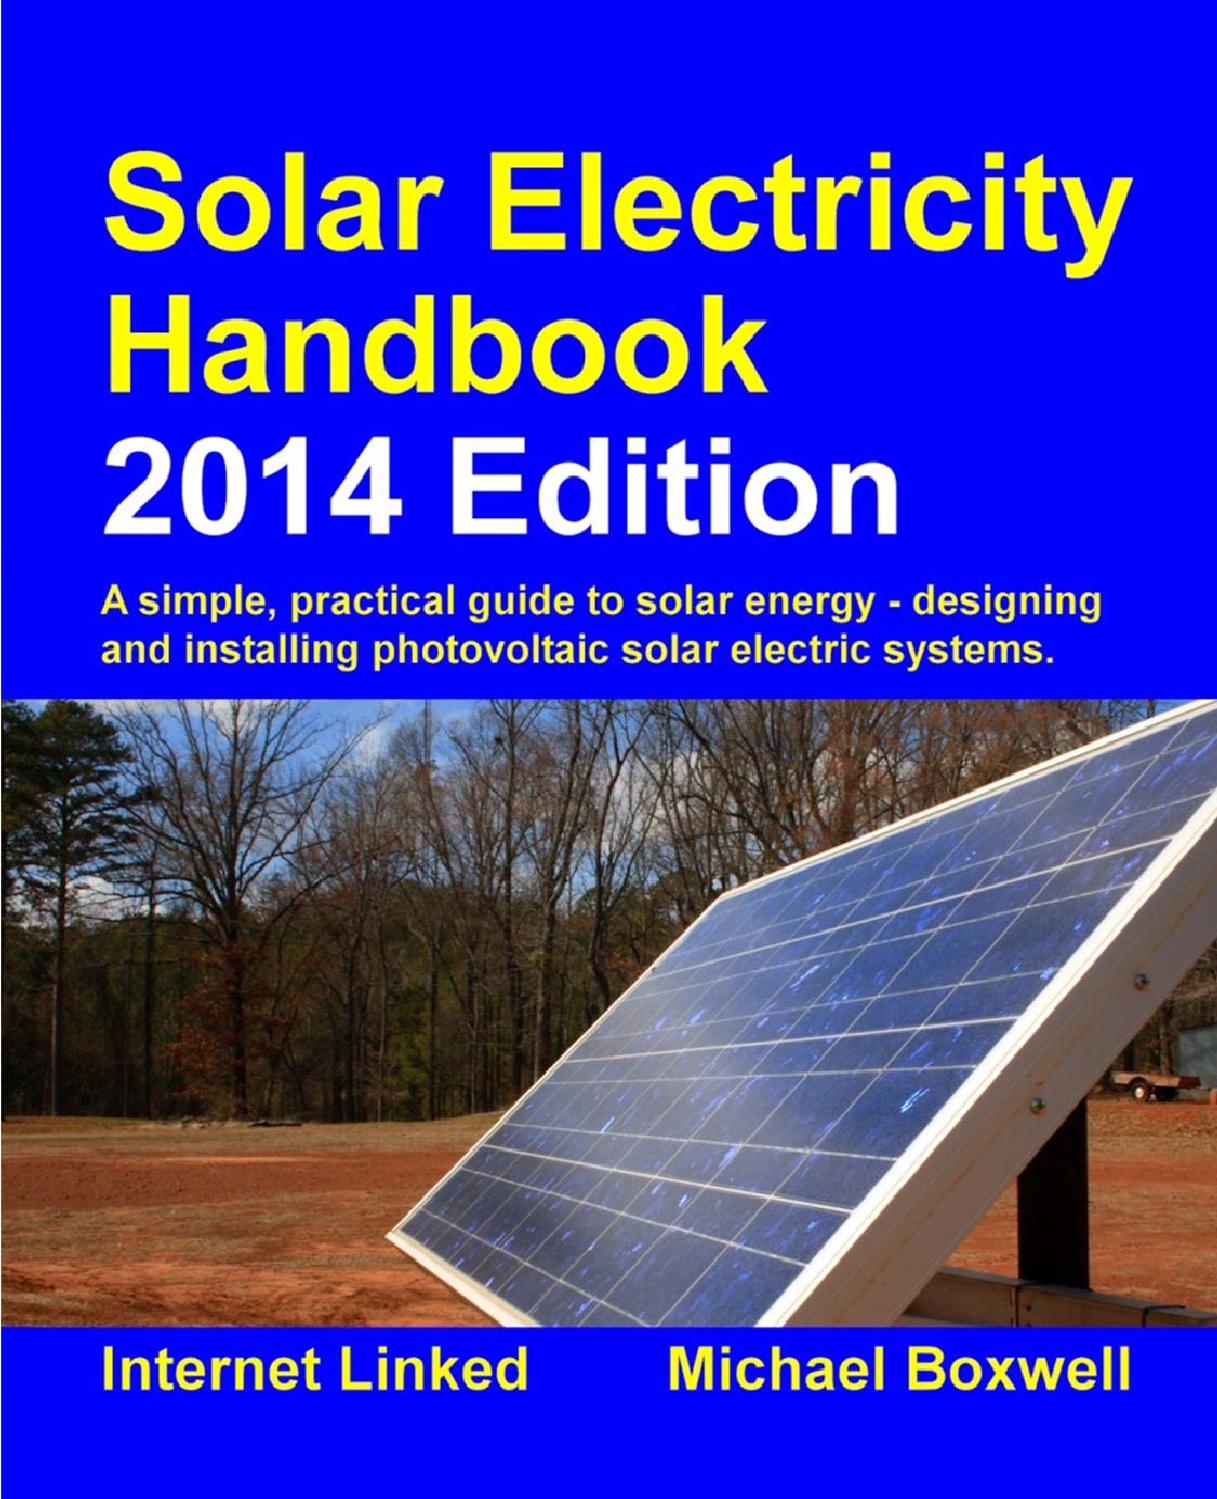 Solar Electricity
Handbook
2014 Edition
A simple, practical guide to solar energy - designing
and installing photovoltaic solar electric systems.
Internet Linked
Michael Boxwell